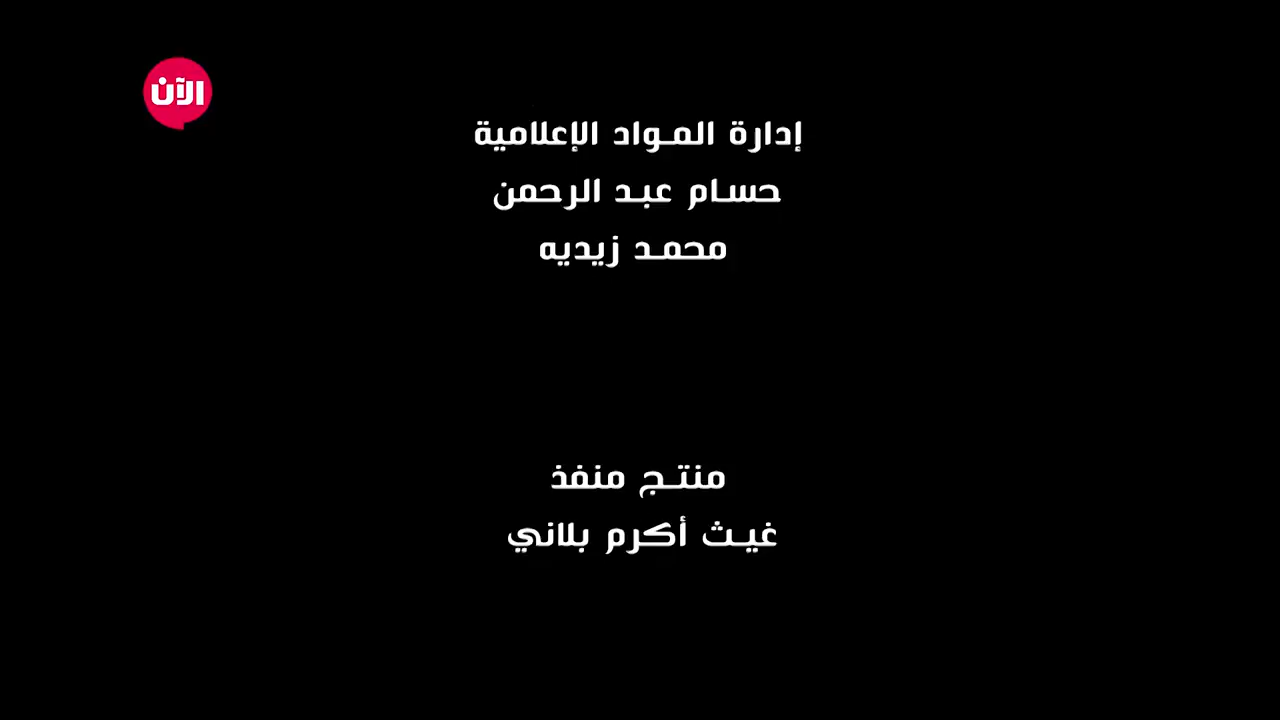 الآن
إدارة المواد الإعلامية
حسام عبد الرحمن
محمد زيديه
منتج منفذ
غيث أكرم بلاني